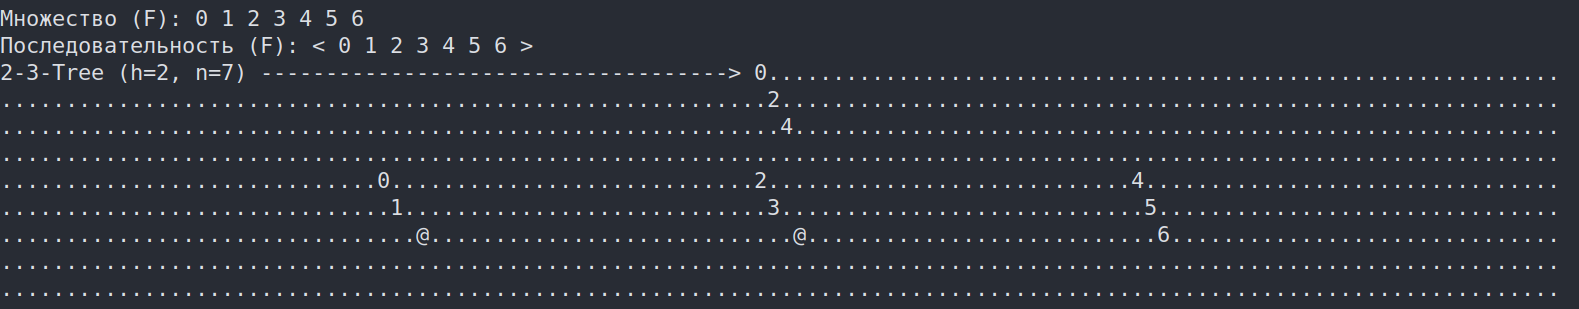 Множество (F): 0 1 2 3 4 5 6
Последовательность (F): < 0 1 2 3 4 5 6 >
2-3-Tree (h=2, n=7) ------------------------------------> 0.............................................................
...........................................................2............................................................
............................................................4...........................................................
........................................................................................................................
.............................0............................2............................4................................
..............................1............................3............................5...............................
................................@............................@...........................6..............................
........................................................................................................................
........................................................................................................................